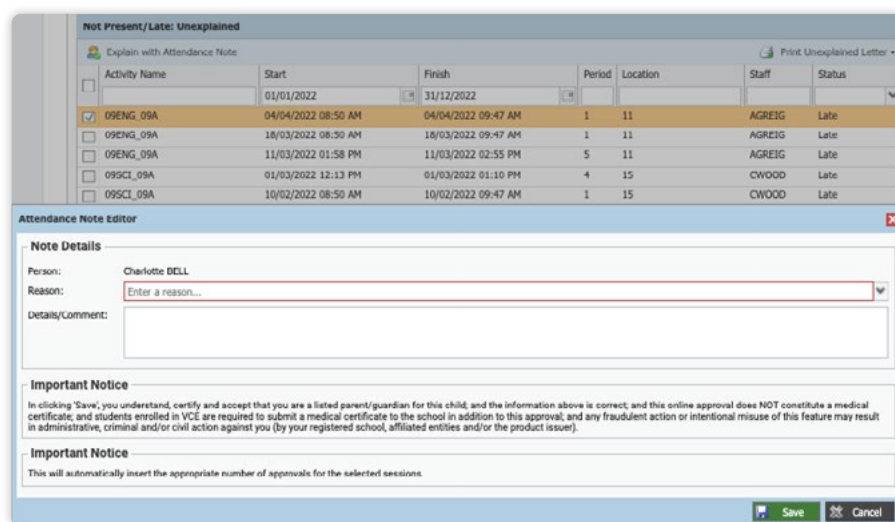 Not Present/Late: Unexplained
Explain with Attendance Note Print Unexplained Letter
Activity Name Start Finish Period Location Staff Status
01/01/2022 31/12/2022
09ENG_09A 04/04/2022 08:50 AM 04/04/2022 09:47 AM 1 11 AGREIG Late
09ENG_09A 18/03/2022 08:50 AM 18/03/2022 09:47 AM 1 11 AGREIG Late
09ENG_09A 11/03/2022 01:58 PM 11/03/2022 02:55 PM 5 11 AGREIG Late
09SCI_09A 01/03/2022 12:13 PM 01/03/2022 01:10 PM 4 15 CWOOD Late
09SCI_09A 10/02/2022 08:50 AM 10/02/2022 09:47 AM 1 15 CWOOD Late
Attendance Note Editor
Note Details
Person: Charlotte BELL
Reason: Enter a reason...
Details/Comment:
Important Notice
In clicking 'Save', you understand, certify and accept that you are a listed parent/guardian for this child; and the information above is correct; and this online approval does NOT constitute a medical
certificate; and students enrolled in VCE are required to submit a medical certificate to the school in addition to this approval; and any fraudulent action or intentional misuse of this feature may result
in administrative, criminal and/or civil action against you (by your registered school, affiliated entities and/or the product issuer).
Important Notice
This will automatically insert the appropriate number of approvals for the selected sessions.
Save Cancel